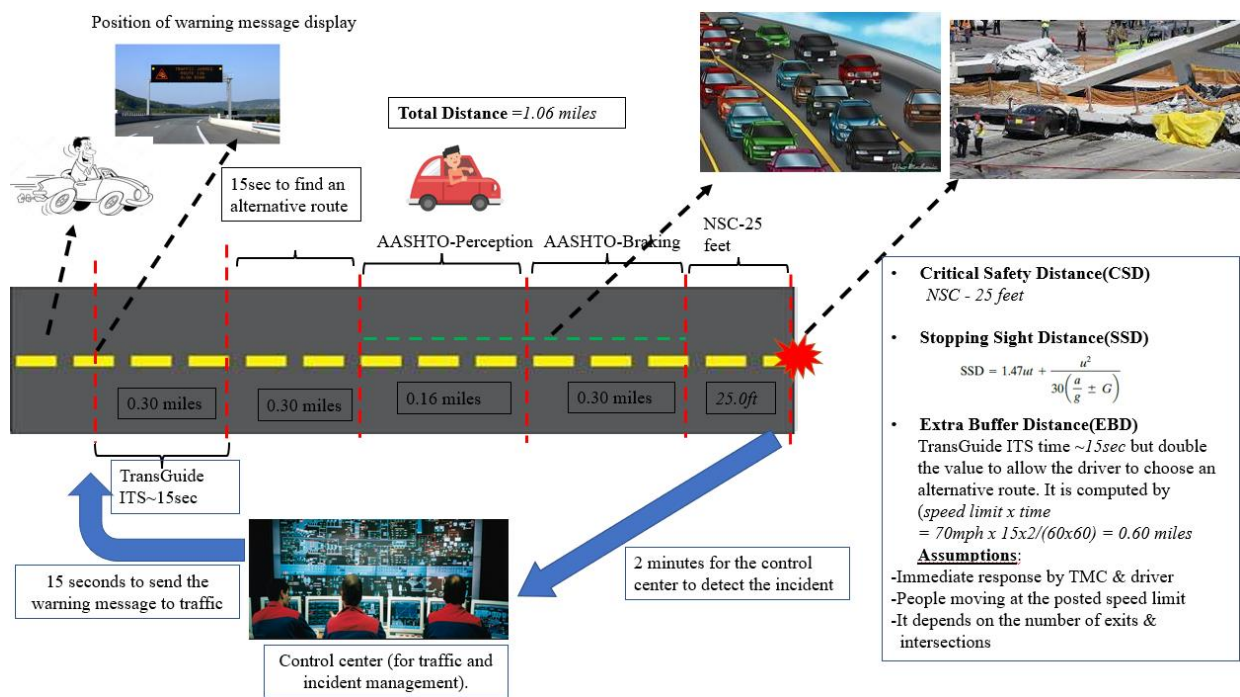 Position of warning message display
Total Distance =1.06 miles
15sec to find an
alternative route
AASHTO-Perception
AASHTO-Braking
NSC-25
feet
0.30 miles
0.30 miles
0.16 miles
0.30 miles
25.0ft
TransGuide
ITS~15sec
15 seconds to send the
warning message to traffic
2 minutes for the control
center to detect the incident
Control center (for traffic and
incident management).
• Critical Safety Distance(CSD)
NSC - 25 feet
• Stopping Sight Distance(SSD)
SSD = 1.47ut + u²/30(a/g ± G)
• Extra Buffer Distance(EBD)
TransGuide ITS time ~15sec but double
the value to allow the driver to choose an
alternative route. It is computed by
(speed limit x time
= 70mph x 15x2/(60x60) = 0.60 miles
Assumptions:
-Immediate response by TMC & driver
-People moving at the posted speed limit
-It depends on the number of exits &
intersections